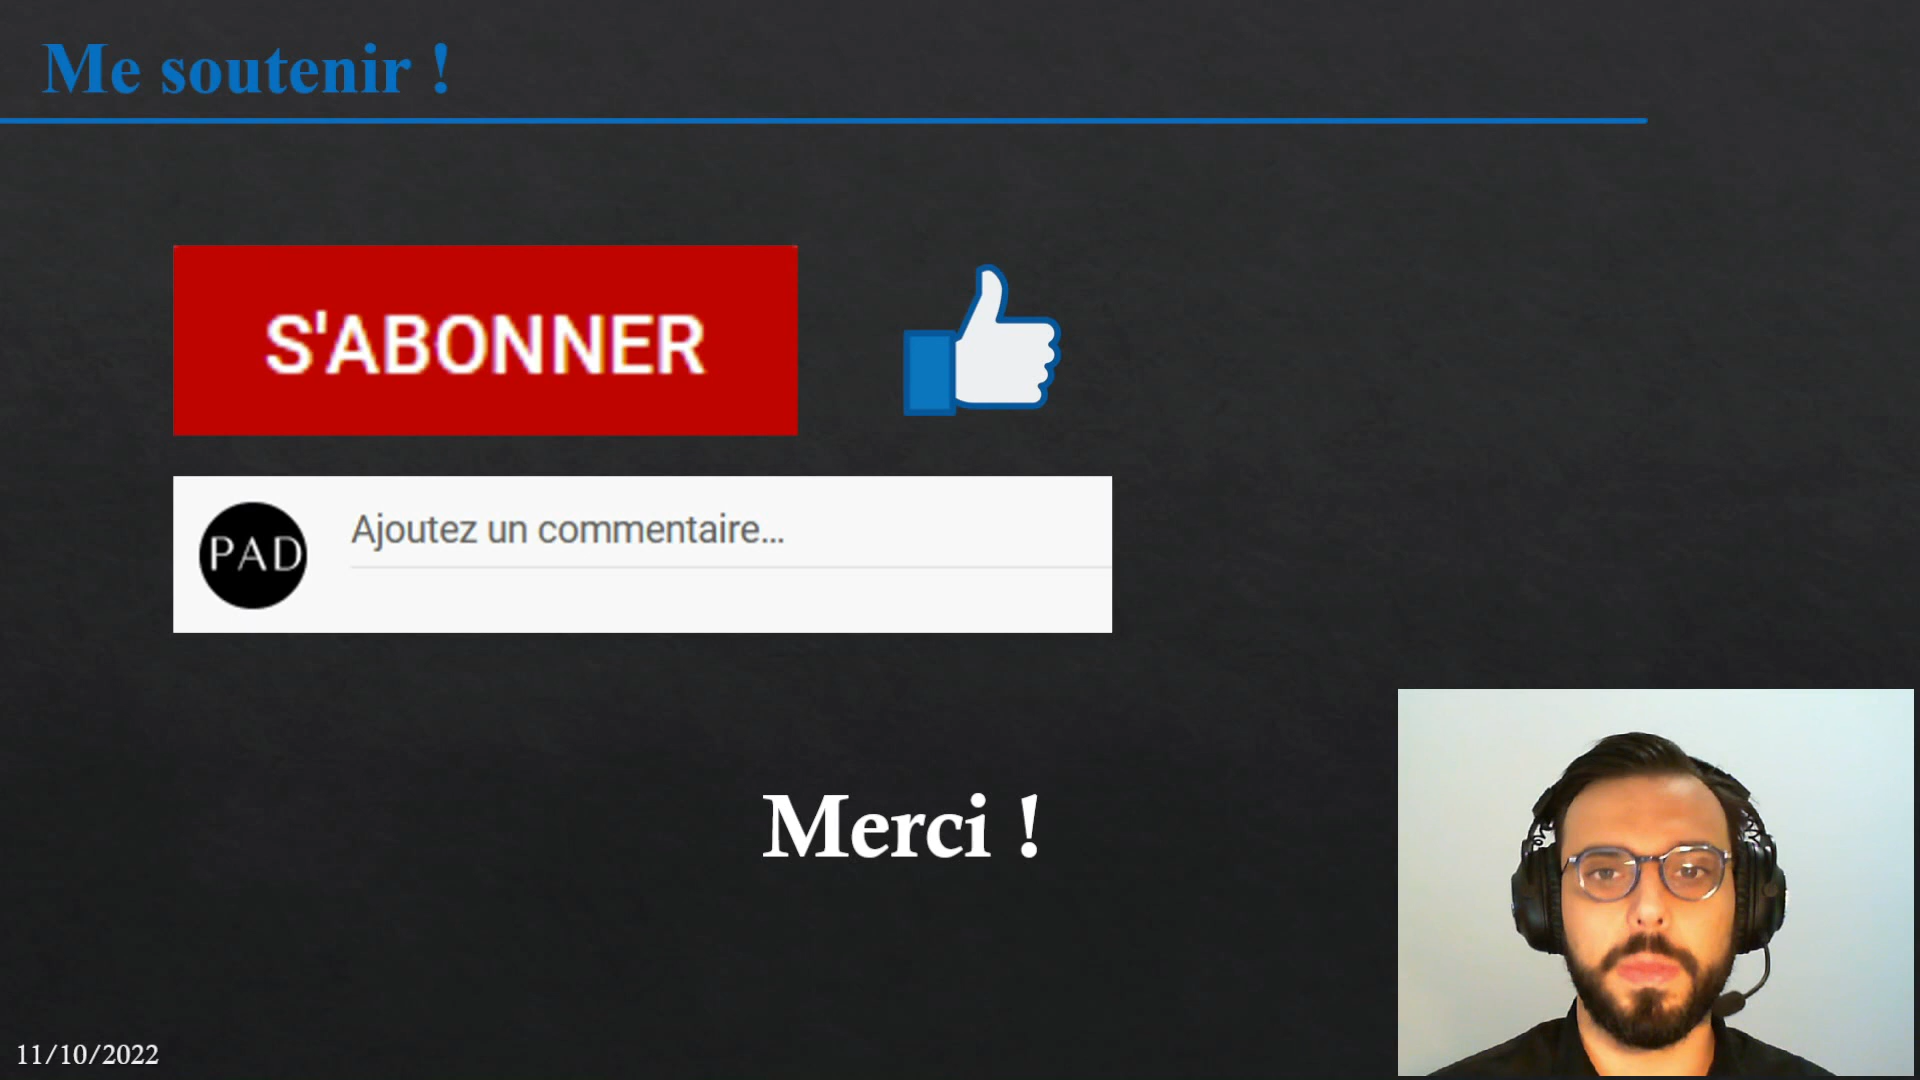 Me soutenir !
S'ABONNER
PAD
Ajoutez un commentaire...
Merci !
11/10/2022